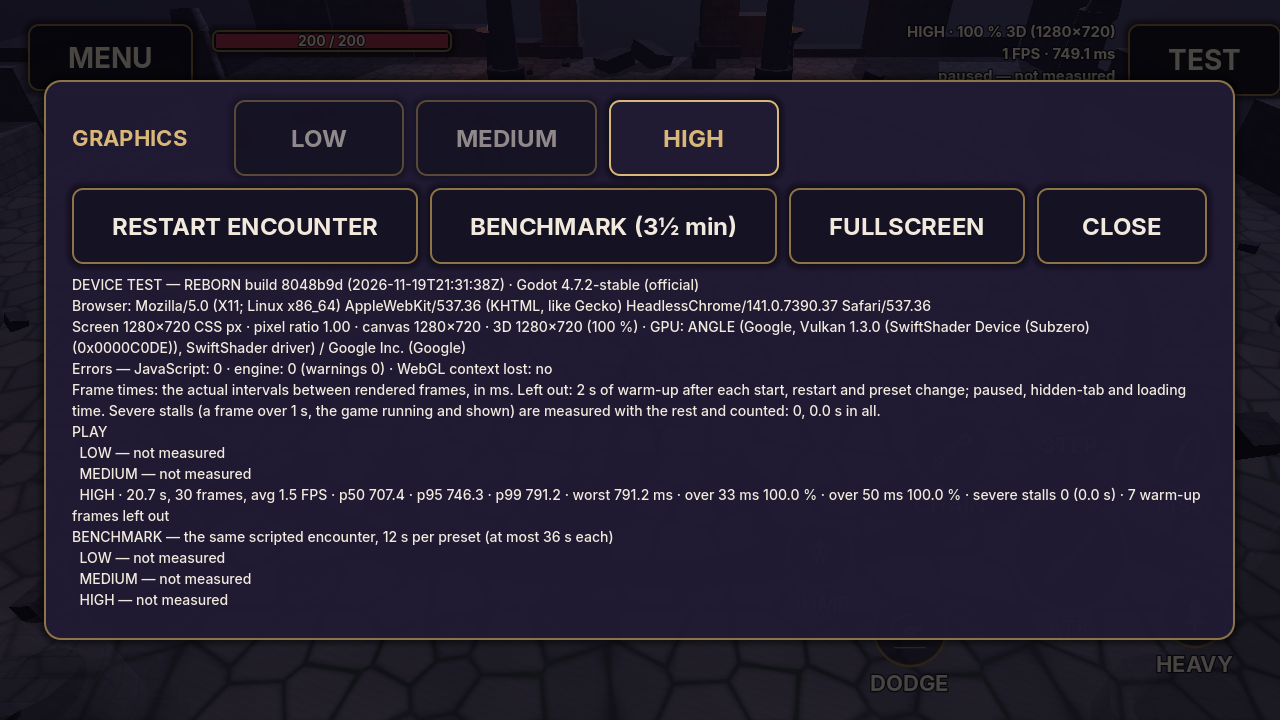 MENU
200 / 200
HIGH · 100 % 3D (1280×720)
1 FPS · 749.1 ms
paused — not measured
TEST
GRAPHICS
LOW
MEDIUM
HIGH
RESTART ENCOUNTER
BENCHMARK (3½ min)
FULLSCREEN
CLOSE
DEVICE TEST — REBORN build 8048b9d (2026-11-19T21:31:38Z) · Godot 4.7.2-stable (official)
Browser: Mozilla/5.0 (X11; Linux x86_64) AppleWebKit/537.36 (KHTML, like Gecko) HeadlessChrome/141.0.7390.37 Safari/537.36
Screen 1280×720 CSS px · pixel ratio 1.00 · canvas 1280×720 · 3D 1280×720 (100 %) · GPU: ANGLE (Google, Vulkan 1.3.0 (SwiftShader Device (Subzero)
(0x0000C0DE)), SwiftShader driver) / Google Inc. (Google)
Errors — JavaScript: 0 · engine: 0 (warnings 0) · WebGL context lost: no
Frame times: the actual intervals between rendered frames, in ms. Left out: 2 s of warm-up after each start, restart and preset change; paused, hidden-tab and loading
time. Severe stalls (a frame over 1 s, the game running and shown) are measured with the rest and counted: 0, 0.0 s in all.
PLAY
LOW — not measured
MEDIUM — not measured
HIGH · 20.7 s, 30 frames, avg 1.5 FPS · p50 707.4 · p95 746.3 · p99 791.2 · worst 791.2 ms · over 33 ms 100.0 % · over 50 ms 100.0 % · severe stalls 0 (0.0 s) · 7 warm-up
frames left out
BENCHMARK — the same scripted encounter, 12 s per preset (at most 36 s each)
LOW — not measured
MEDIUM — not measured
HIGH — not measured
HEAVY
DODGE